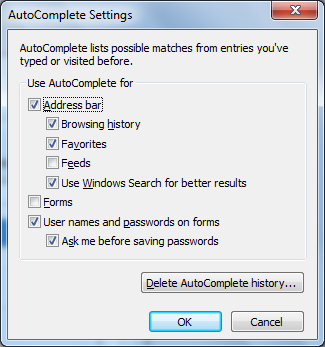 AutoComplete Settings
AutoComplete lists possible matches from entries you've
typed or visited before.
Use AutoComplete for
Address bar
Browsing history
Favorites
Feeds
Use Windows Search for better results
Forms
User names and passwords on forms
Ask me before saving passwords
Delete AutoComplete history...
OK
Cancel